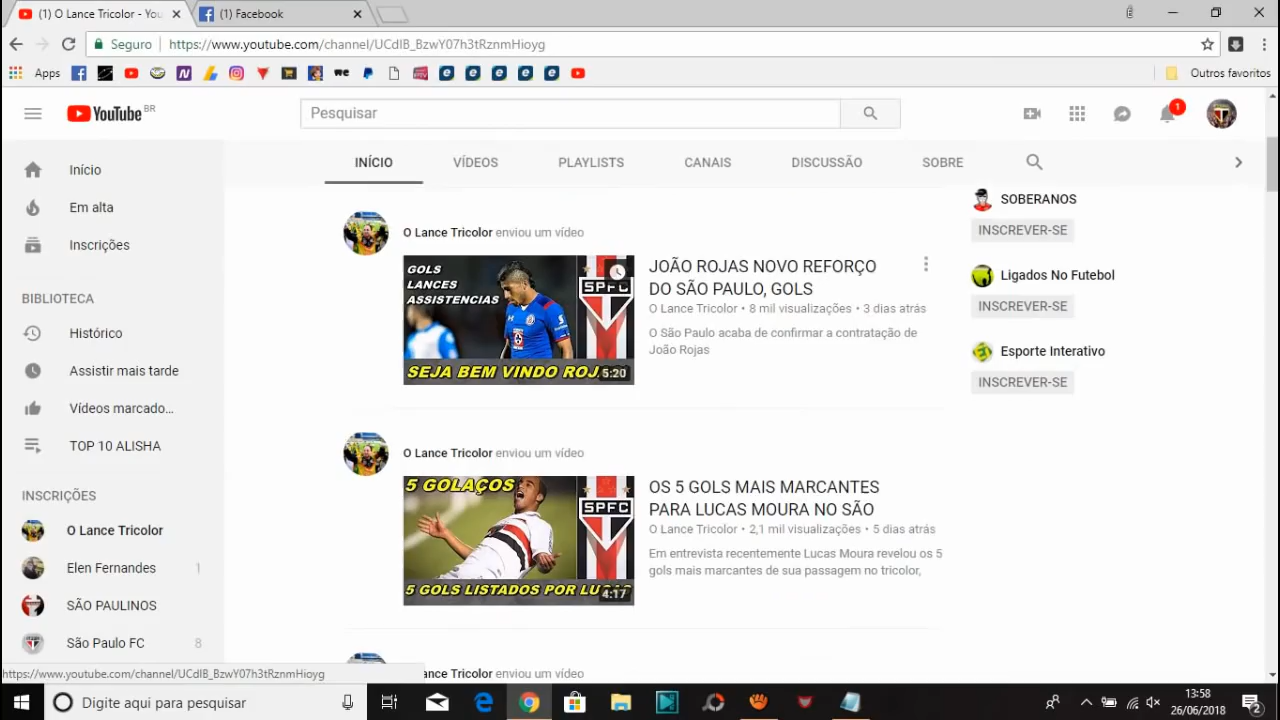 (1) O Lance Tricolor - You
(1) Facebook
Seguro
https://www.youtube.com/channel/UCdIB_BzwY07h3tRznmHioyg
Apps
Outros favoritos
YouTube BR
Pesquisar
1
INÍCIO
VÍDEOS
PLAYLISTS
CANAIS
DISCUSSÃO
SOBRE
Início
Em alta
Inscrições
BIBLIOTECA
Histórico
Assistir mais tarde
Vídeos marcado...
TOP 10 ALISHA
INSCRIÇÕES
O Lance Tricolor
Elen Fernandes 1
SÃO PAULINOS
São Paulo FC 8
O Lance Tricolor enviou um vídeo
GOLS
LANCES
ASSISTENCIAS
SPFC
SEJA BEM VINDO ROJ
5:20
JOÃO ROJAS NOVO REFORÇO
DO SÃO PAULO, GOLS
O Lance Tricolor • 8 mil visualizações • 3 dias atrás
O São Paulo acaba de confirmar a contratação de
João Rojas
O Lance Tricolor enviou um vídeo
5 GOLAÇOS
SPFC
5 GOLS LISTADOS POR LUCAS
4:17
OS 5 GOLS MAIS MARCANTES
PARA LUCAS MOURA NO SÃO
O Lance Tricolor • 2,1 mil visualizações • 5 dias atrás
Em entrevista recentemente Lucas Moura revelou os 5
gols mais marcantes de sua passagem no tricolor,
ance Tricolor enviou um vídeo
SOBERANOS
INSCREVER-SE
Ligados No Futebol
INSCREVER-SE
Esporte Interativo
INSCREVER-SE
https://www.youtube.com/channel/UCdIB_BzwY07h3tRznmHioyg
Digite aqui para pesquisar
13:58
26/06/2018
2